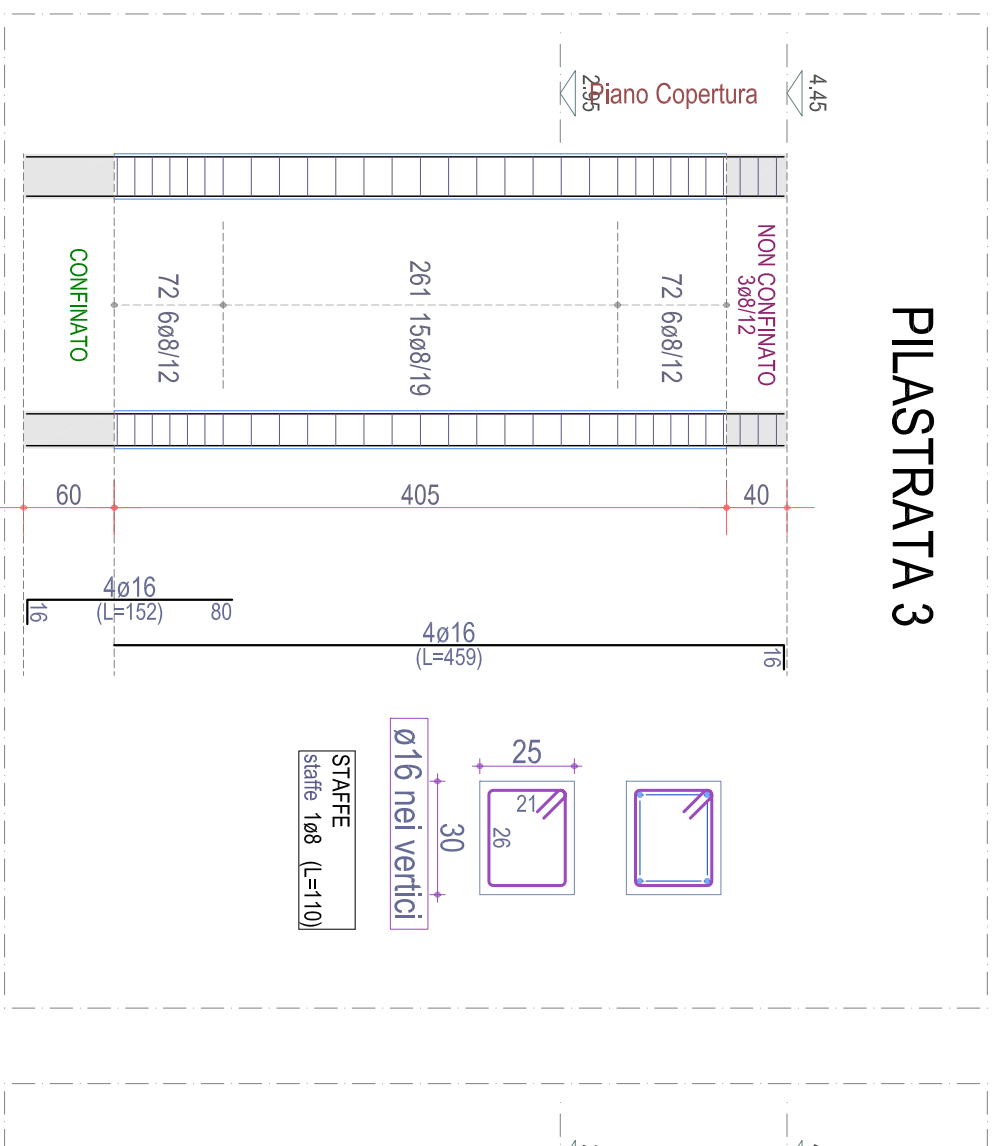 PILASTRATA 3
4.45
2.95
Piano Copertura
NON CONFINATO
3ø8/12
72 6ø8/12
261 15ø8/19
72 6ø8/12
CONFINATO
60
405
40
4ø16
(L=152)
80
16
4ø16
(L=459)
16
25
21
26
30
ø16 nei vertici
STAFFE
staffe 1ø8 (L=110)